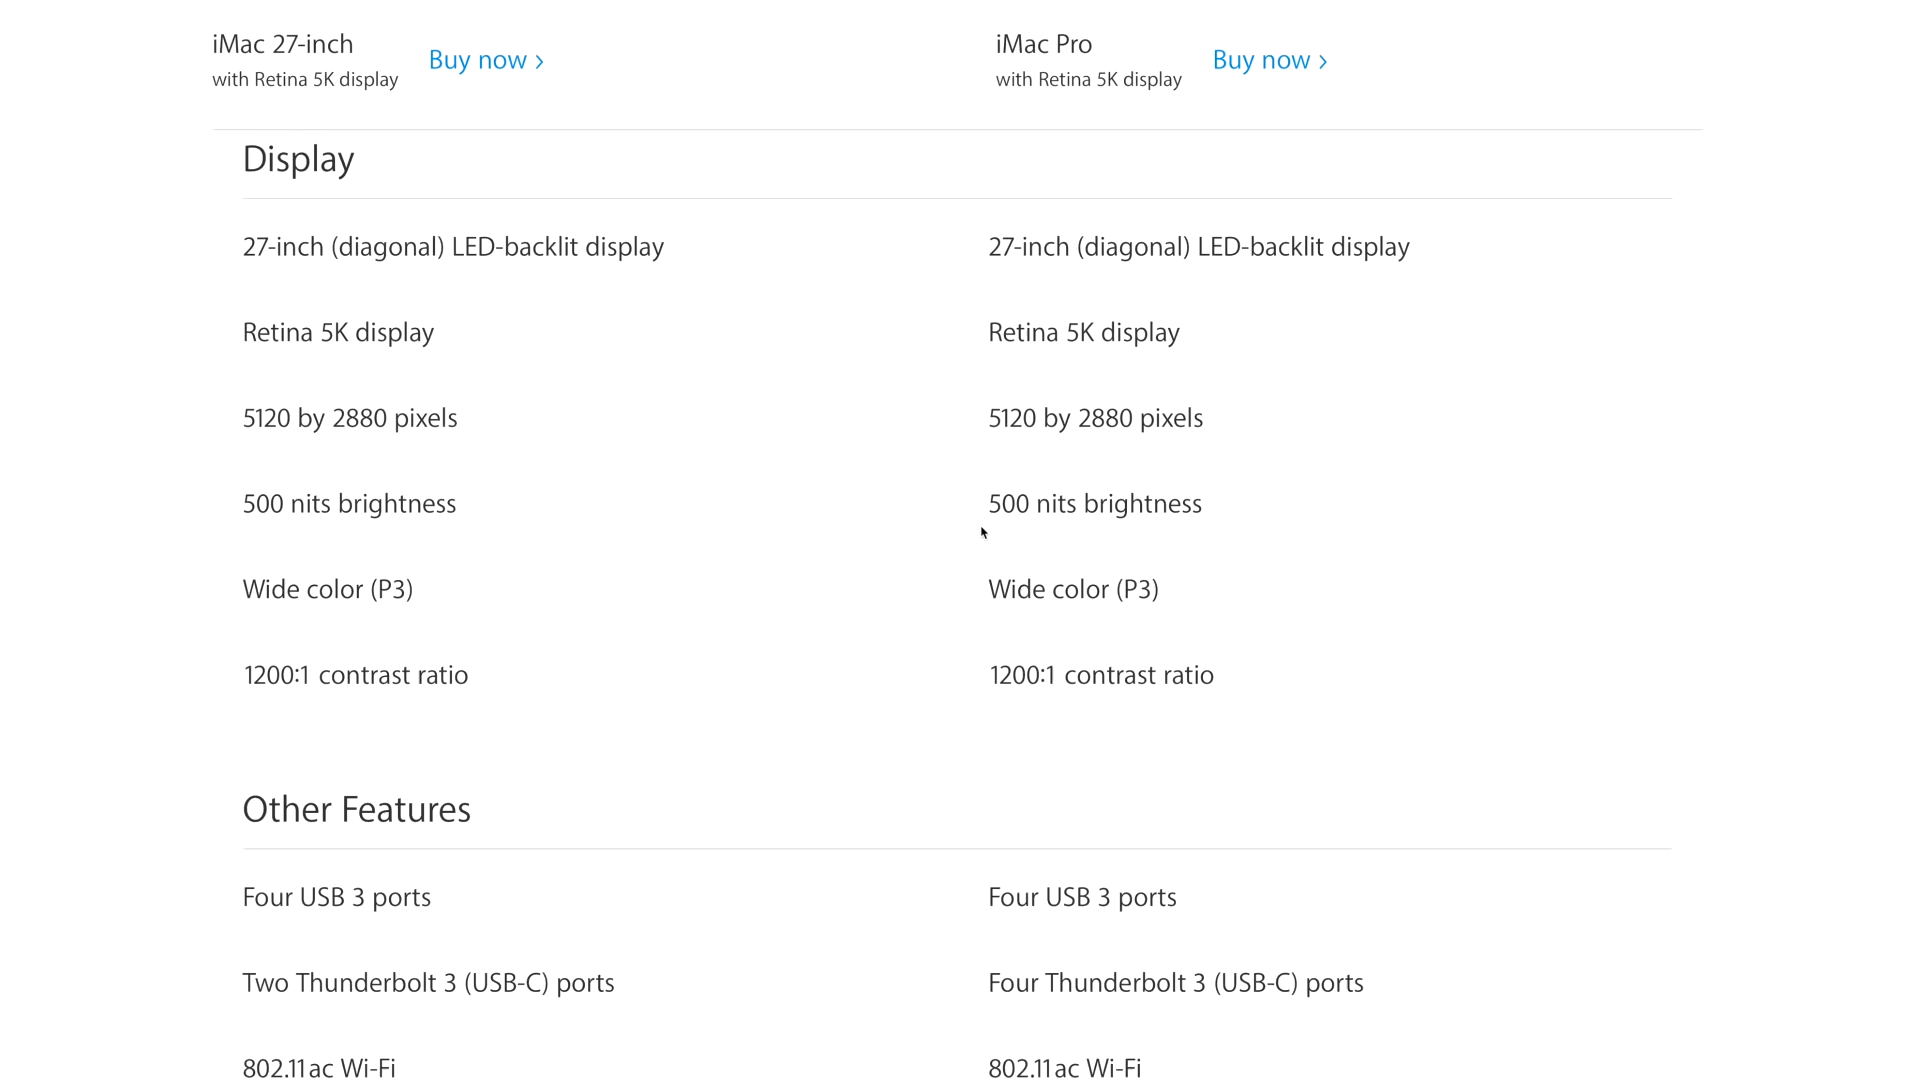 iMac 27-inch
with Retina 5K display
Buy now >
iMac Pro
with Retina 5K display
Buy now >
Display
27-inch (diagonal) LED-backlit display
27-inch (diagonal) LED-backlit display
Retina 5K display
Retina 5K display
5120 by 2880 pixels
5120 by 2880 pixels
500 nits brightness
500 nits brightness
Wide color (P3)
Wide color (P3)
1200:1 contrast ratio
1200:1 contrast ratio
Other Features
Four USB 3 ports
Four USB 3 ports
Two Thunderbolt 3 (USB-C) ports
Four Thunderbolt 3 (USB-C) ports
802.11ac Wi-Fi
802.11ac Wi-Fi